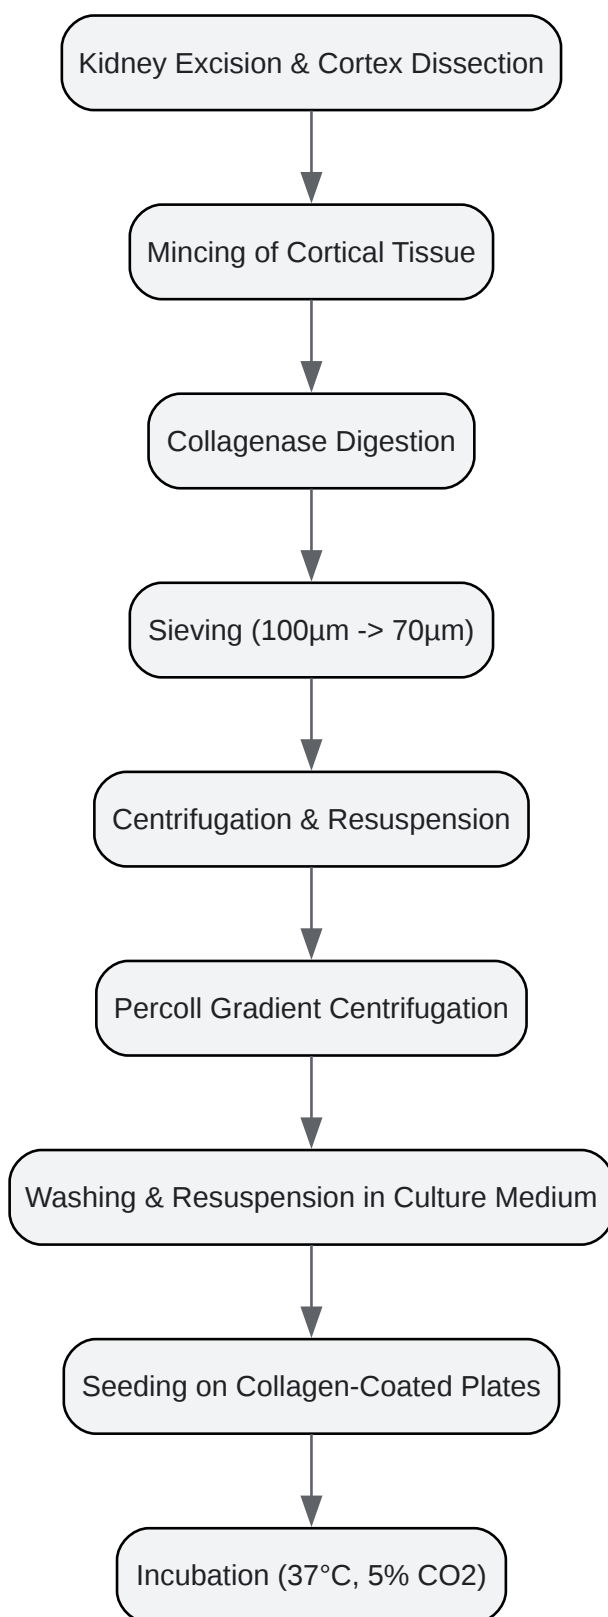 Kidney Excision & Cortex Dissection
Mincing of Cortical Tissue
Collagenase Digestion
Sieving (100µm -> 70µm)
Centrifugation & Resuspension
Percoll Gradient Centrifugation
Washing & Resuspension in Culture Medium
Seeding on Collagen-Coated Plates
Incubation (37°C, 5% CO2)